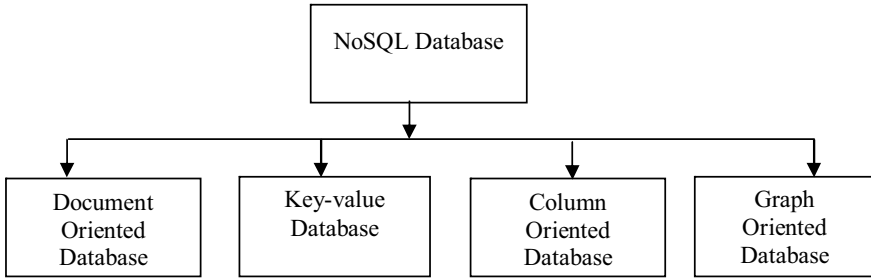 NoSQL Database
Document
Oriented
Database
Key-value
Database
Column
Oriented
Database
Graph
Oriented
Database